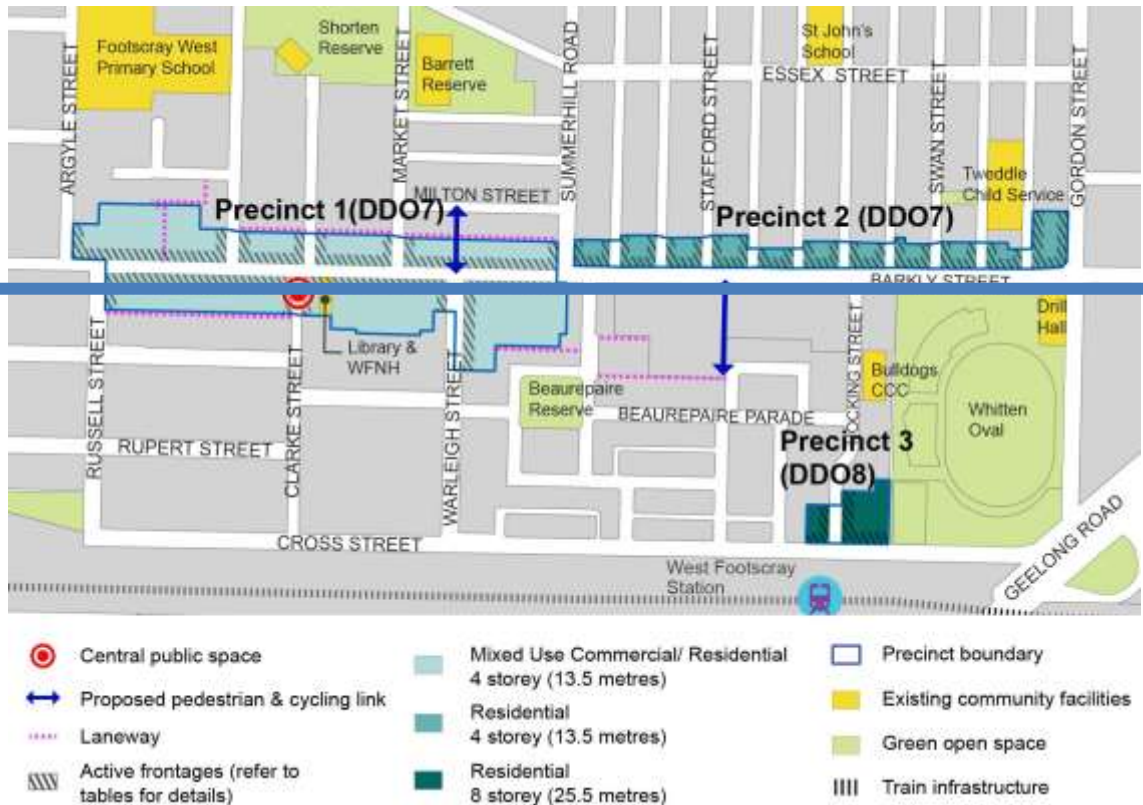 Shorten
Reserve
St John's
School
Footscray West
Primary School
Barrett
Reserve
ESSEX STREET
ARGYLE STREET
MARKET STREET
SUMMERHILL ROAD
STAFFORD STREET
SWAN STREET
GORDON STREET
Tweddle
Child Service
MILTON STREET
Precinct 1(DDO7)
Precinct 2 (DDO7)
BARKLY STREET
Drill
Hall
Library &
WFNH
Bulldogs
CCC
Beaurepaire
Reserve
BEAUREPAIRE PARADE
OCKING STREET
Whitten
Oval
RUSSELL STREET
RUPERT STREET
CLARKE STREET
WARLEIGH STREET
Precinct 3
(DDO8)
CROSS STREET
GEELONG ROAD
West Footscray
Station
Central public space
Proposed pedestrian & cycling link
Laneway
Active frontages (refer to
tables for details)
Mixed Use Commercial/ Residential
4 storey (13.5 metres)
Residential
4 storey (13.5 metres)
Residential
8 storey (25.5 metres)
Precinct boundary
Existing community facilities
Green open space
Train infrastructure